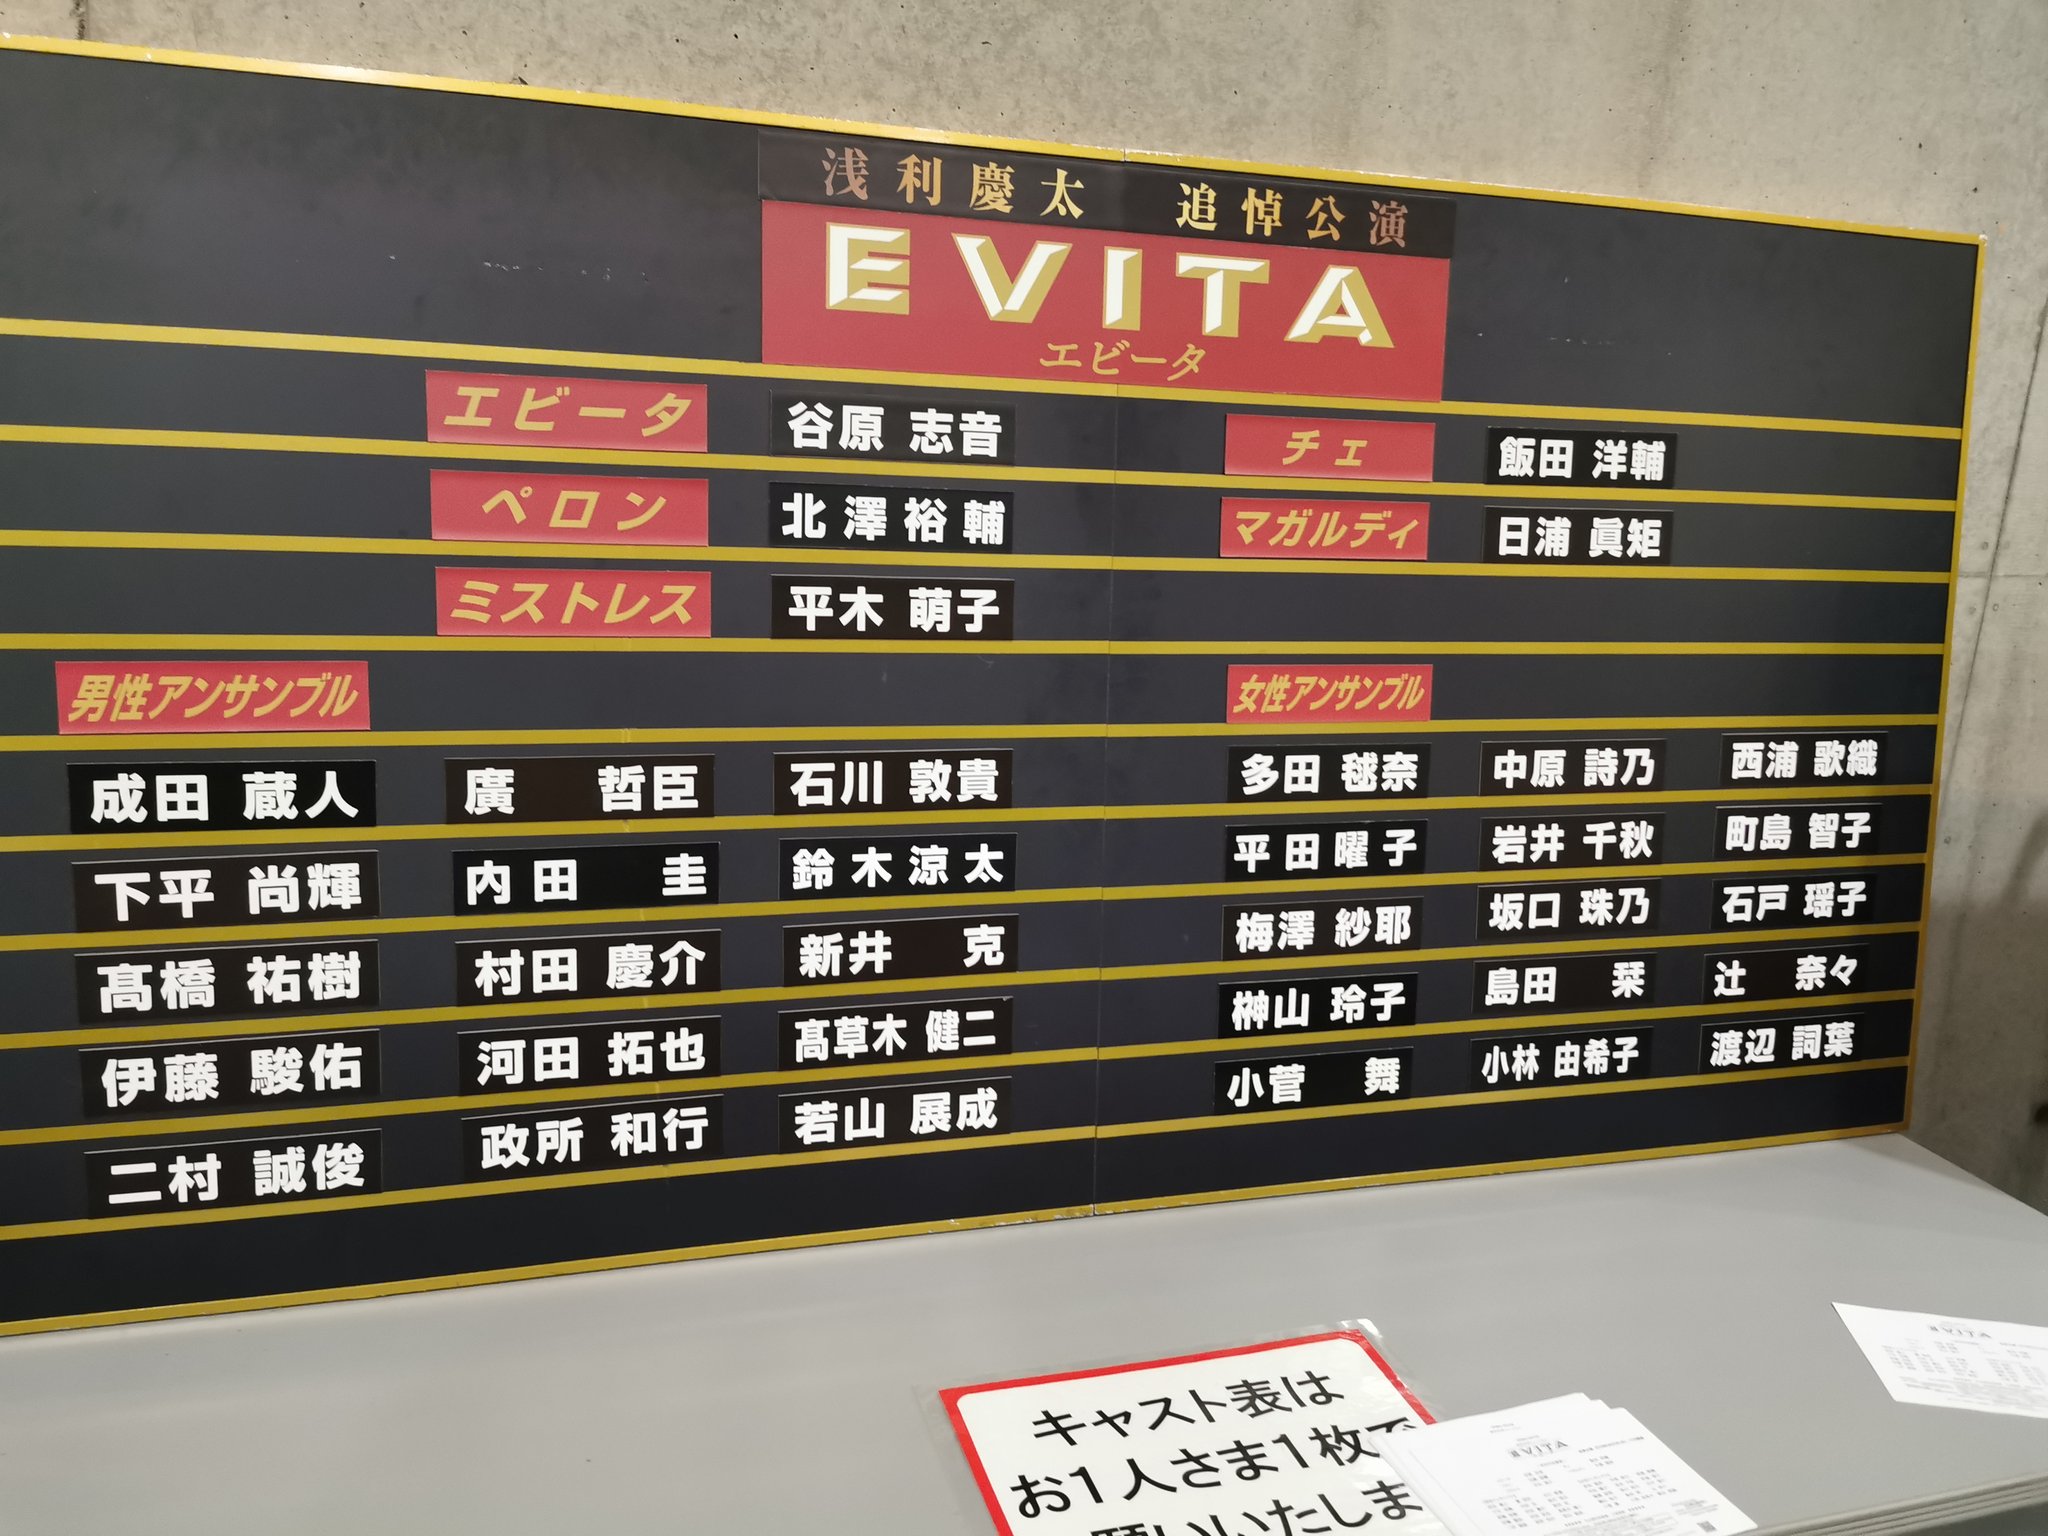 浅利慶太 追悼公演
EVITA
エビータ
エビータ 谷原 志音 チェ 飯田 洋輔
ペロン 北澤 裕輔 マガルディ 日浦 眞矩
ミストレス 平木 萌子
男性アンサンブル 女性アンサンブル
成田 蔵人 廣 哲臣 石川 敦貴 多田 毬奈 中原 詩乃 西浦 歌織
下平 尚輝 内田 圭 鈴木 涼太 平田 曜子 岩井 千秋 町島 智子
髙橋 祐樹 村田 慶介 新井 克 梅澤 紗耶 坂口 珠乃 石戸 瑶子
伊藤 駿佑 河田 拓也 髙草木 健二 榊山 玲子 島田 栞 辻 奈々
二村 誠俊 政所 和行 若山 展成 小菅 舞 小林 由希子 渡辺 詞葉
キャスト表は
お1人さま1枚で
願いいたしま
EVITA
EVITA